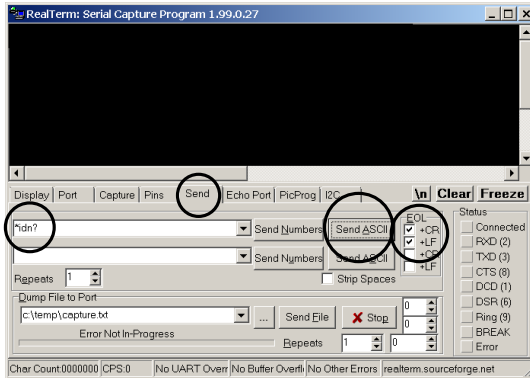 RealTerm: Serial Capture Program 1.99.0.27
Display Port Capture Pins Send Echo Port PicProg I2C \n Clear Freeze
*idn? Send Numbers Send ASCII
EOL
+CR
+LF
+CR
+LF
Send Numbers Send ASCII
Repeats 1 Strip Spaces
Status
Connected
RXD (2)
TXD (3)
CTS (8)
DCD (1)
DSR (6)
Ring (9)
BREAK
Error
Dump File to Port
c:\temp\capture.txt ... Send File Stop 0
Error Not In-Progress
Repeats 1 0 0
Char Count:0000000 CPS:0 No UART Overr No Buffer Overfl No Other Errors realterm.sourceforge.net